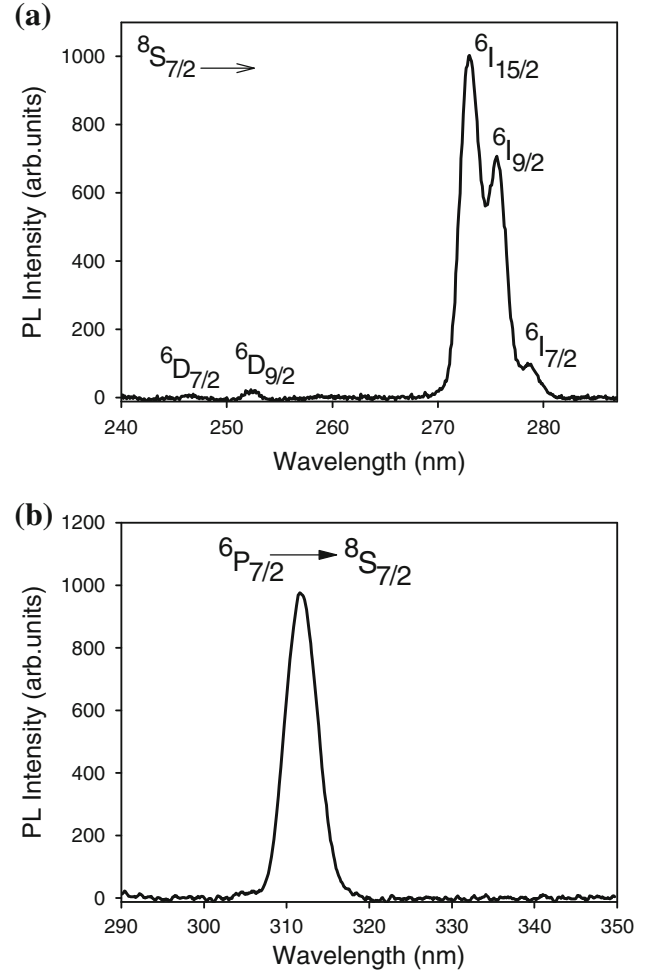 (a)
PL Intensity (arb.units)
1000
800
600
400
200
0
⁸S₇/₂
⁶I₁₅/₂
⁶I₉/₂
⁶I₇/₂
⁶D₇/₂
⁶D₉/₂
240 250 260 270 280
Wavelength (nm)
(b)
PL Intensity (arb.units)
1200
1000
800
600
400
200
0
⁶P₇/₂ → ⁸S₇/₂
290 300 310 320 330 340 350
Wavelength (nm)